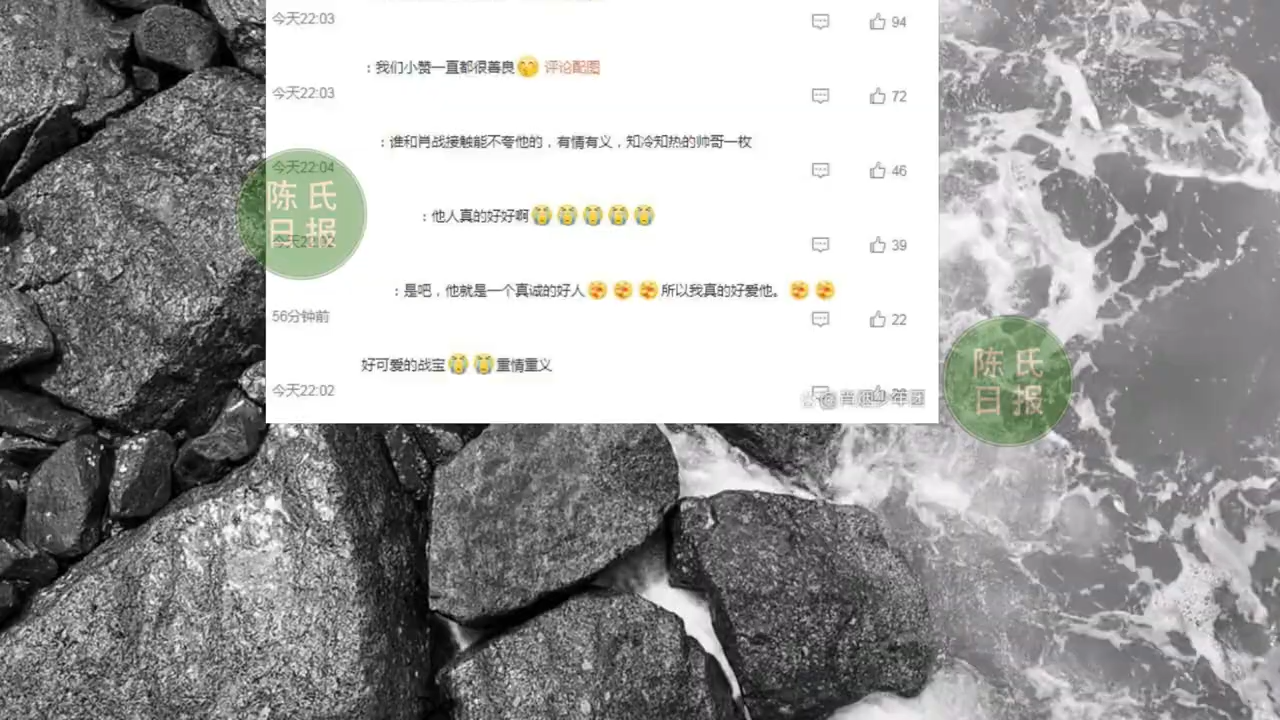 今天22:03
94
：我们小赞一直都很善良 评论配图
今天22:03
72
：谁和肖战接触能不夸他的，有情有义，知冷知热的帅哥一枚
今天22:04
46
陈氏
日报
：他人真的好好啊
今天22:02
39
：是吧，他就是一个真诚的好人 所以我真的好爱他。
56分钟前
22
好可爱的战宝 重情重义
今天22:02
陈氏
日报